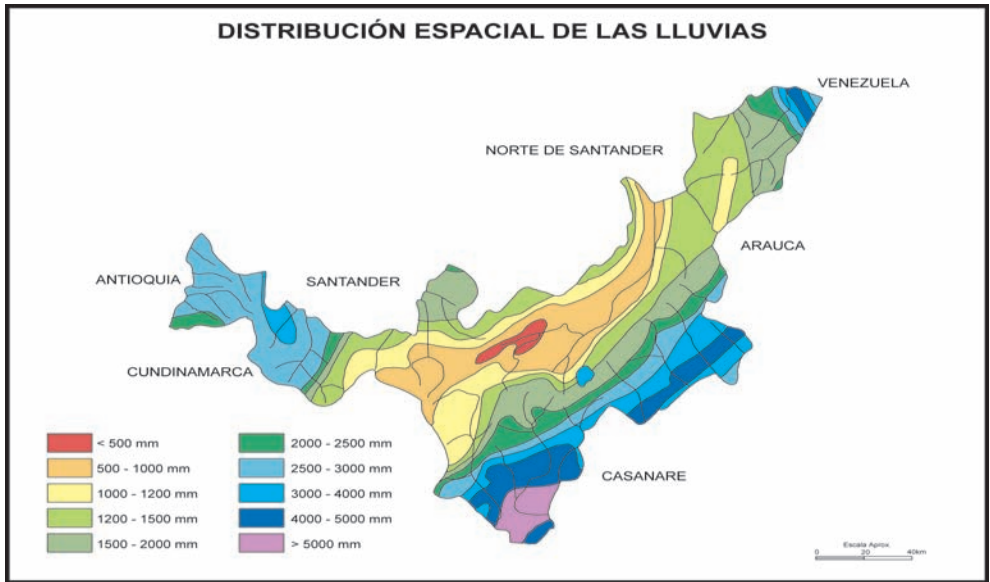 DISTRIBUCIÓN ESPACIAL DE LAS LLUVIAS
VENEZUELA
NORTE DE SANTANDER
ARAUCA
ANTIOQUIA
SANTANDER
CUNDINAMARCA
CASANARE
< 500 mm
500 - 1000 mm
1000 - 1200 mm
1200 - 1500 mm
1500 - 2000 mm
2000 - 2500 mm
2500 - 3000 mm
3000 - 4000 mm
4000 - 5000 mm
> 5000 mm
Escala Aprox.
0 20 40km